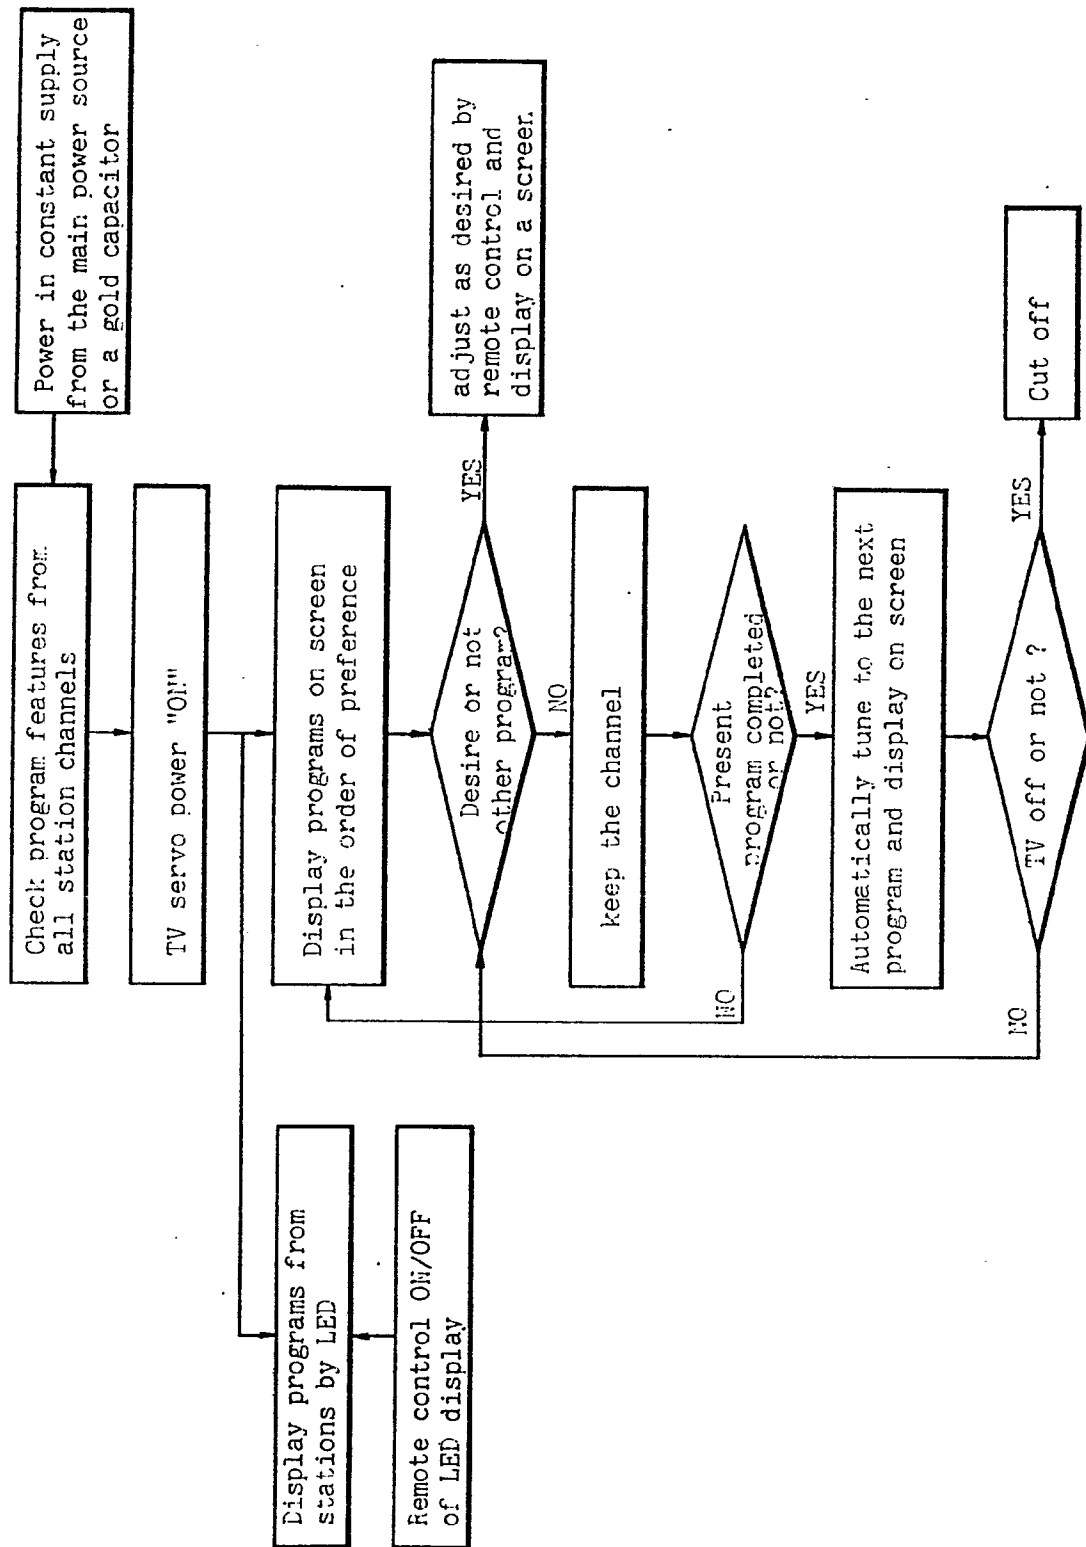 Power in constant supply
from the main power source
or a gold capacitor
Check program features from
all station channels
TV servo power "ON"
Display programs on screen
in the order of preference
Desire or not
other program?
YES
adjust as desired by
remote control and
display on a screen.
NO
keep the channel
Present
program completed
or not?
NO
YES
Automatically tune to the next
program and display on screen
TV off or not ?
NO
YES
Cut off
Display programs from
stations by LED
Remote control ON/OFF
of LED display